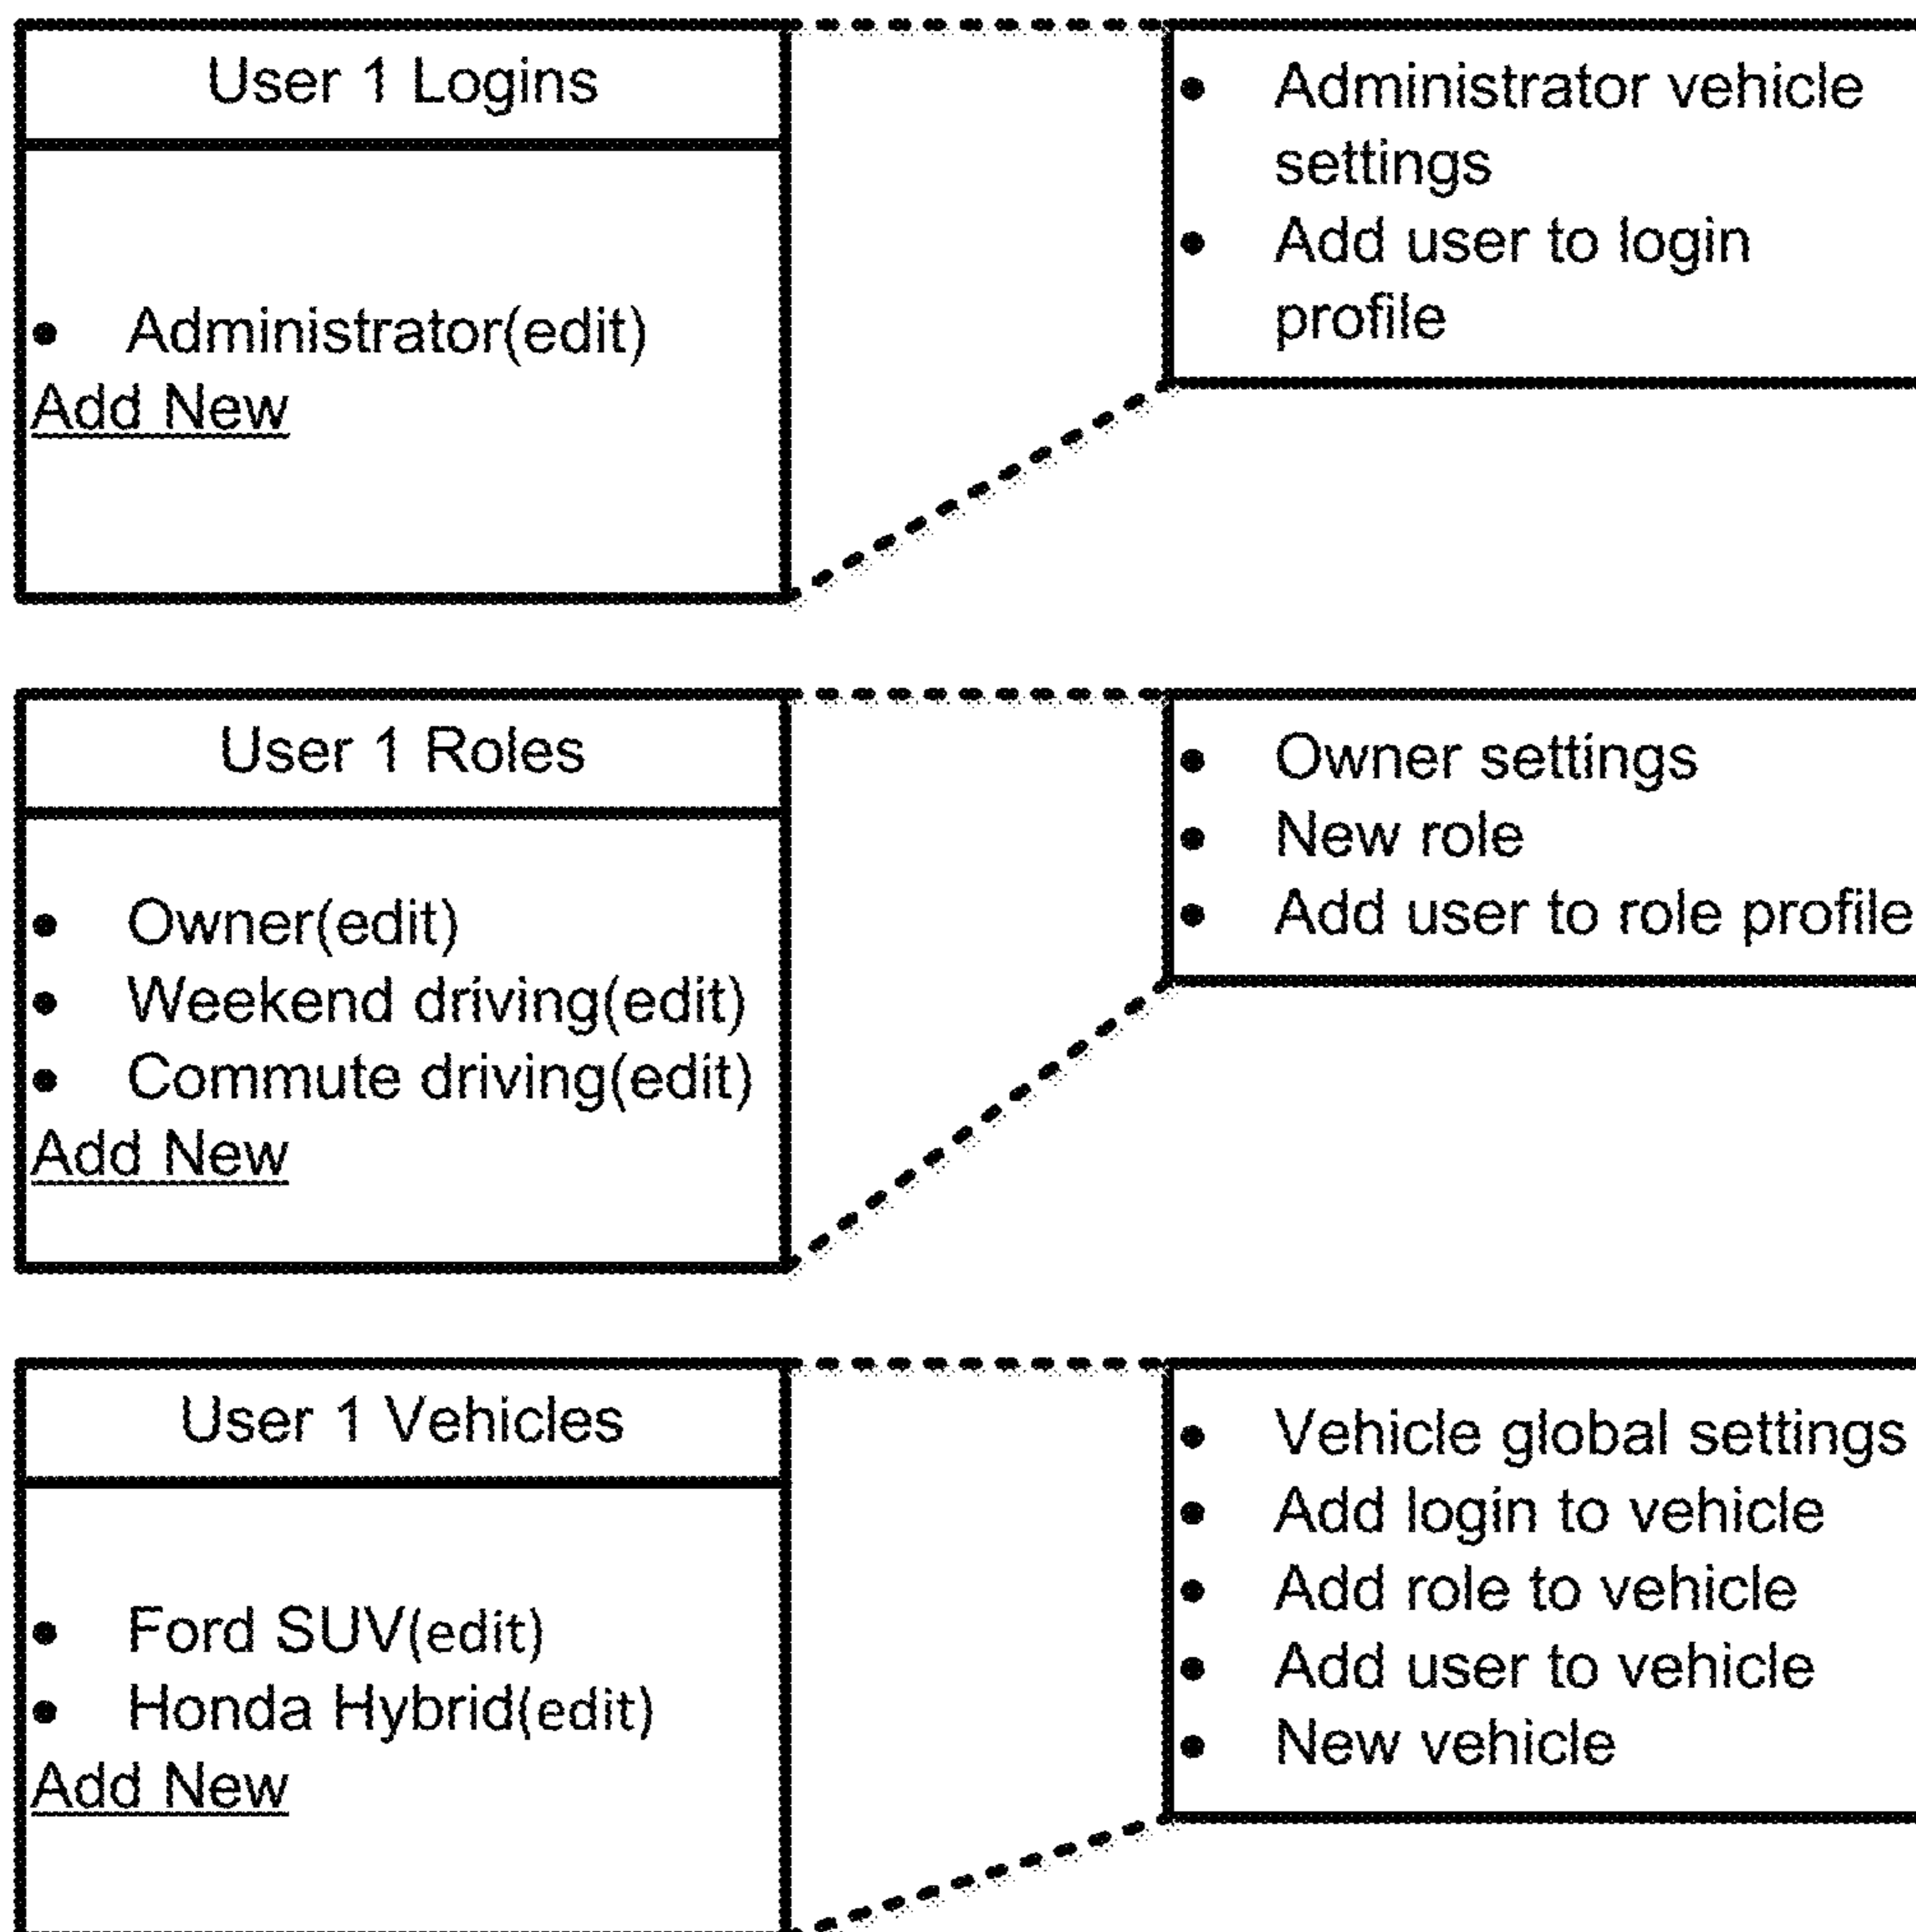 User 1 Logins
• Administrator(edit)
Add New
• Administrator vehicle
settings
• Add user to login
profile
User 1 Roles
• Owner(edit)
• Weekend driving(edit)
• Commute driving(edit)
Add New
• Owner settings
• New role
• Add user to role profile
User 1 Vehicles
• Ford SUV(edit)
• Honda Hybrid(edit)
Add New
• Vehicle global settings
• Add login to vehicle
• Add role to vehicle
• Add user to vehicle
• New vehicle